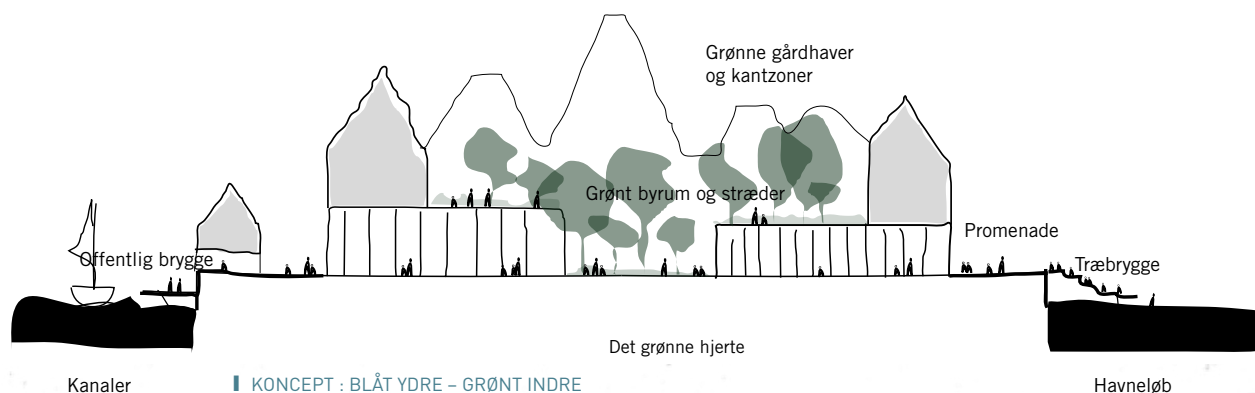 Grønne gårdhaver
og kantzoner
Grønt byrum og stræder
Promenade
Offentlig brygge
Træbrygge
Det grønne hjerte
Kanaler
KONCEPT : BLÅT YDRE – GRØNT INDRE
Havneløb